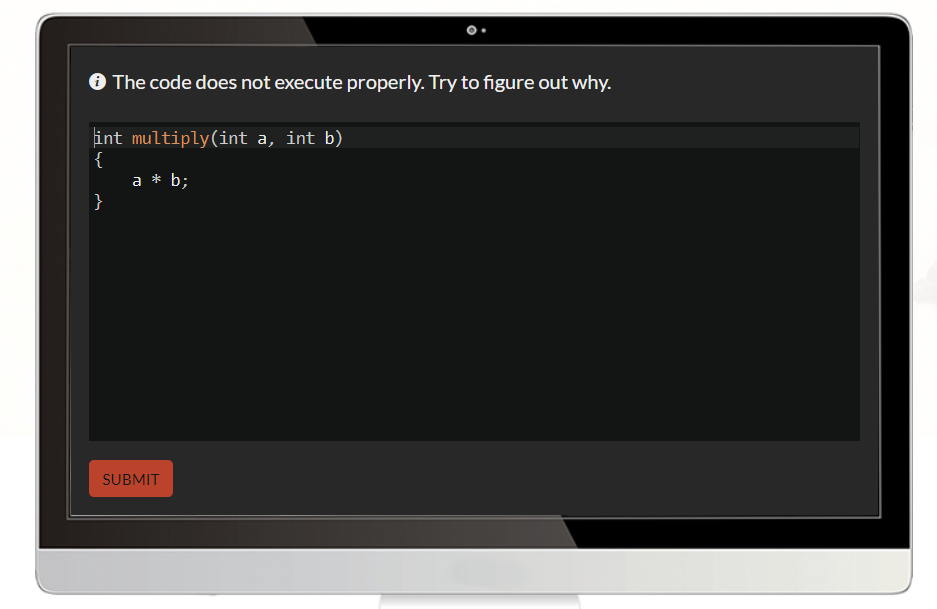 The code does not execute properly. Try to figure out why.
int multiply(int a, int b)
{
    a * b;
}
SUBMIT